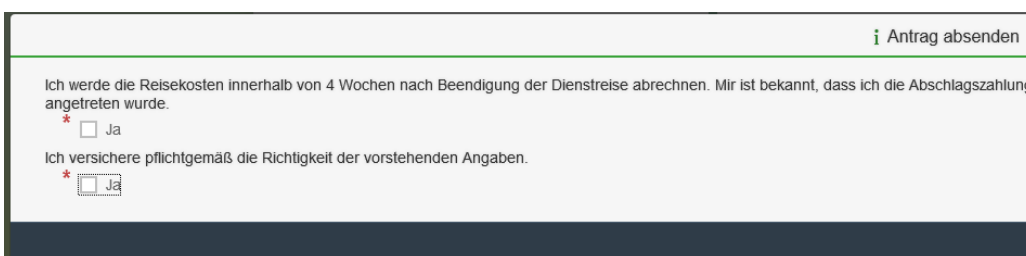 i Antrag absenden
Ich werde die Reisekosten innerhalb von 4 Wochen nach Beendigung der Dienstreise abrechnen. Mir ist bekannt, dass ich die Abschlagszahlung
angetreten wurde.
* Ja
Ich versichere pflichtgemäß die Richtigkeit der vorstehenden Angaben.
* Ja